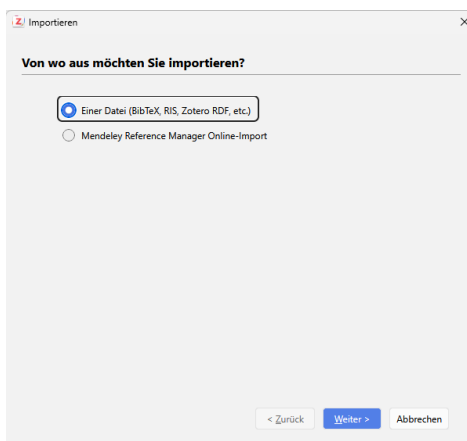 Importieren
Von wo aus möchten Sie importieren?
Einer Datei (BibTeX, RIS, Zotero RDF, etc.)
Mendeley Reference Manager Online-Import
< Zurück Weiter > Abbrechen